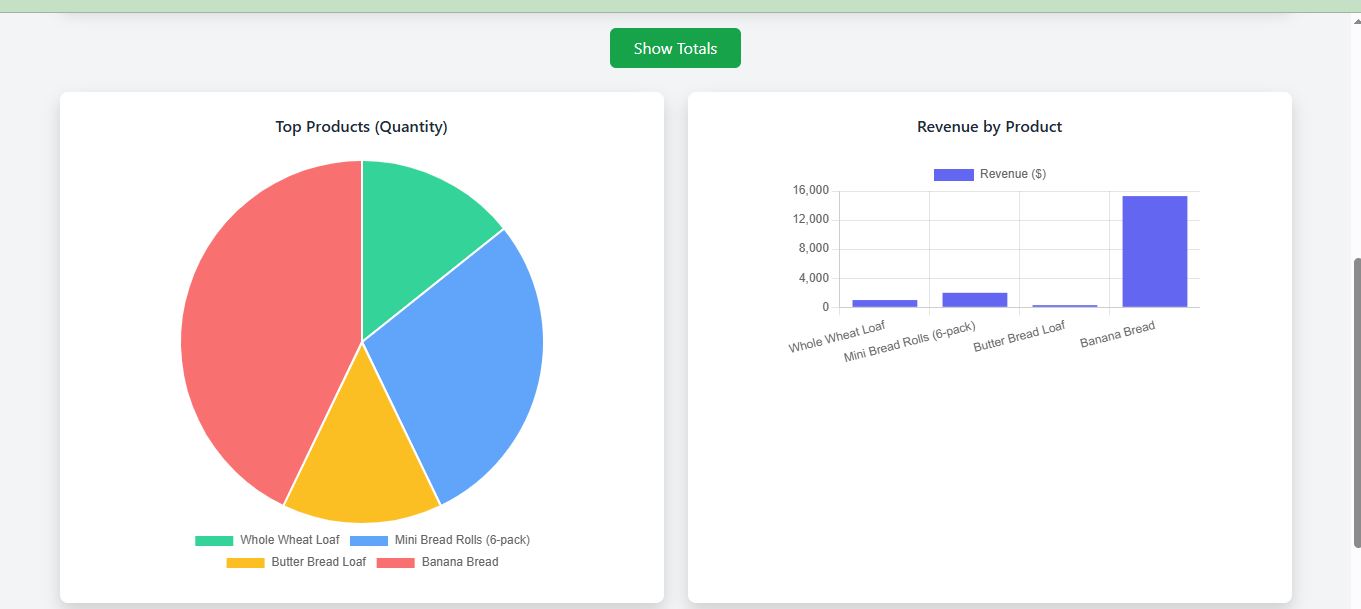 Show Totals
Top Products (Quantity)
Whole Wheat Loaf Mini Bread Rolls (6-pack)
Butter Bread Loaf Banana Bread
Revenue by Product
Revenue ($)
16,000
12,000
8,000
4,000
0
Whole Wheat Loaf
Mini Bread Rolls (6-pack)
Butter Bread Loaf
Banana Bread